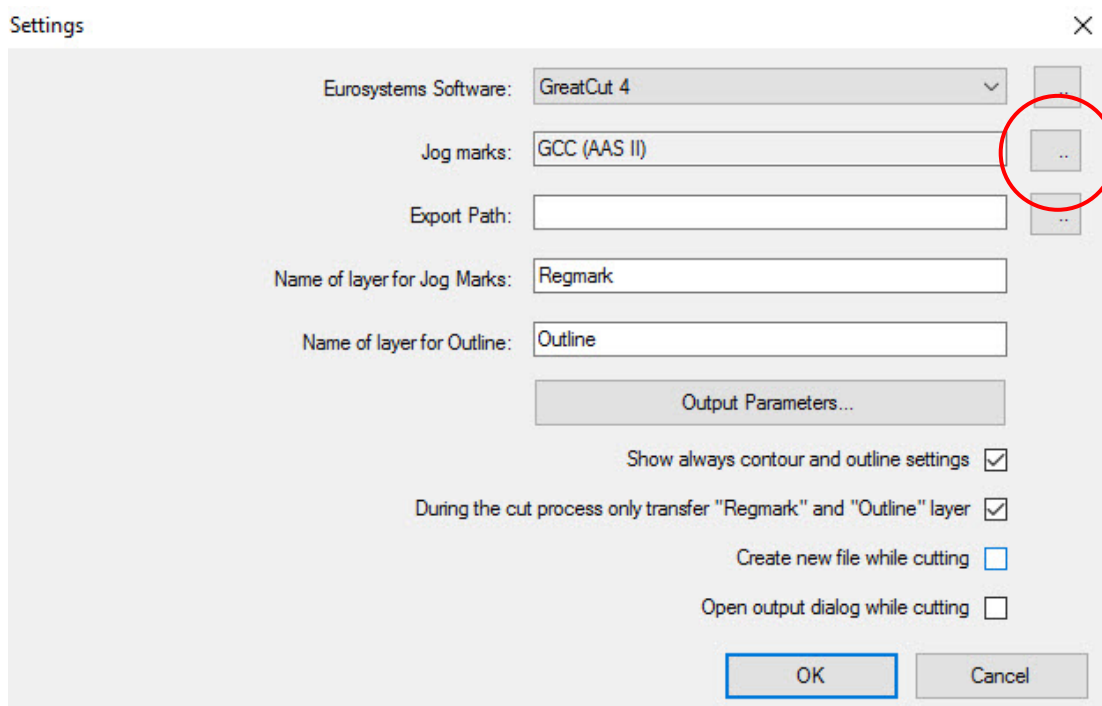 Settings
Eurosystems Software: GreatCut 4 ..
Jog marks: GCC (AAS II) ..
Export Path: ..
Name of layer for Jog Marks: Regmark
Name of layer for Outline: Outline
Output Parameters...
Show always contour and outline settings
During the cut process only transfer "Regmark" and "Outline" layer
Create new file while cutting
Open output dialog while cutting
OK Cancel